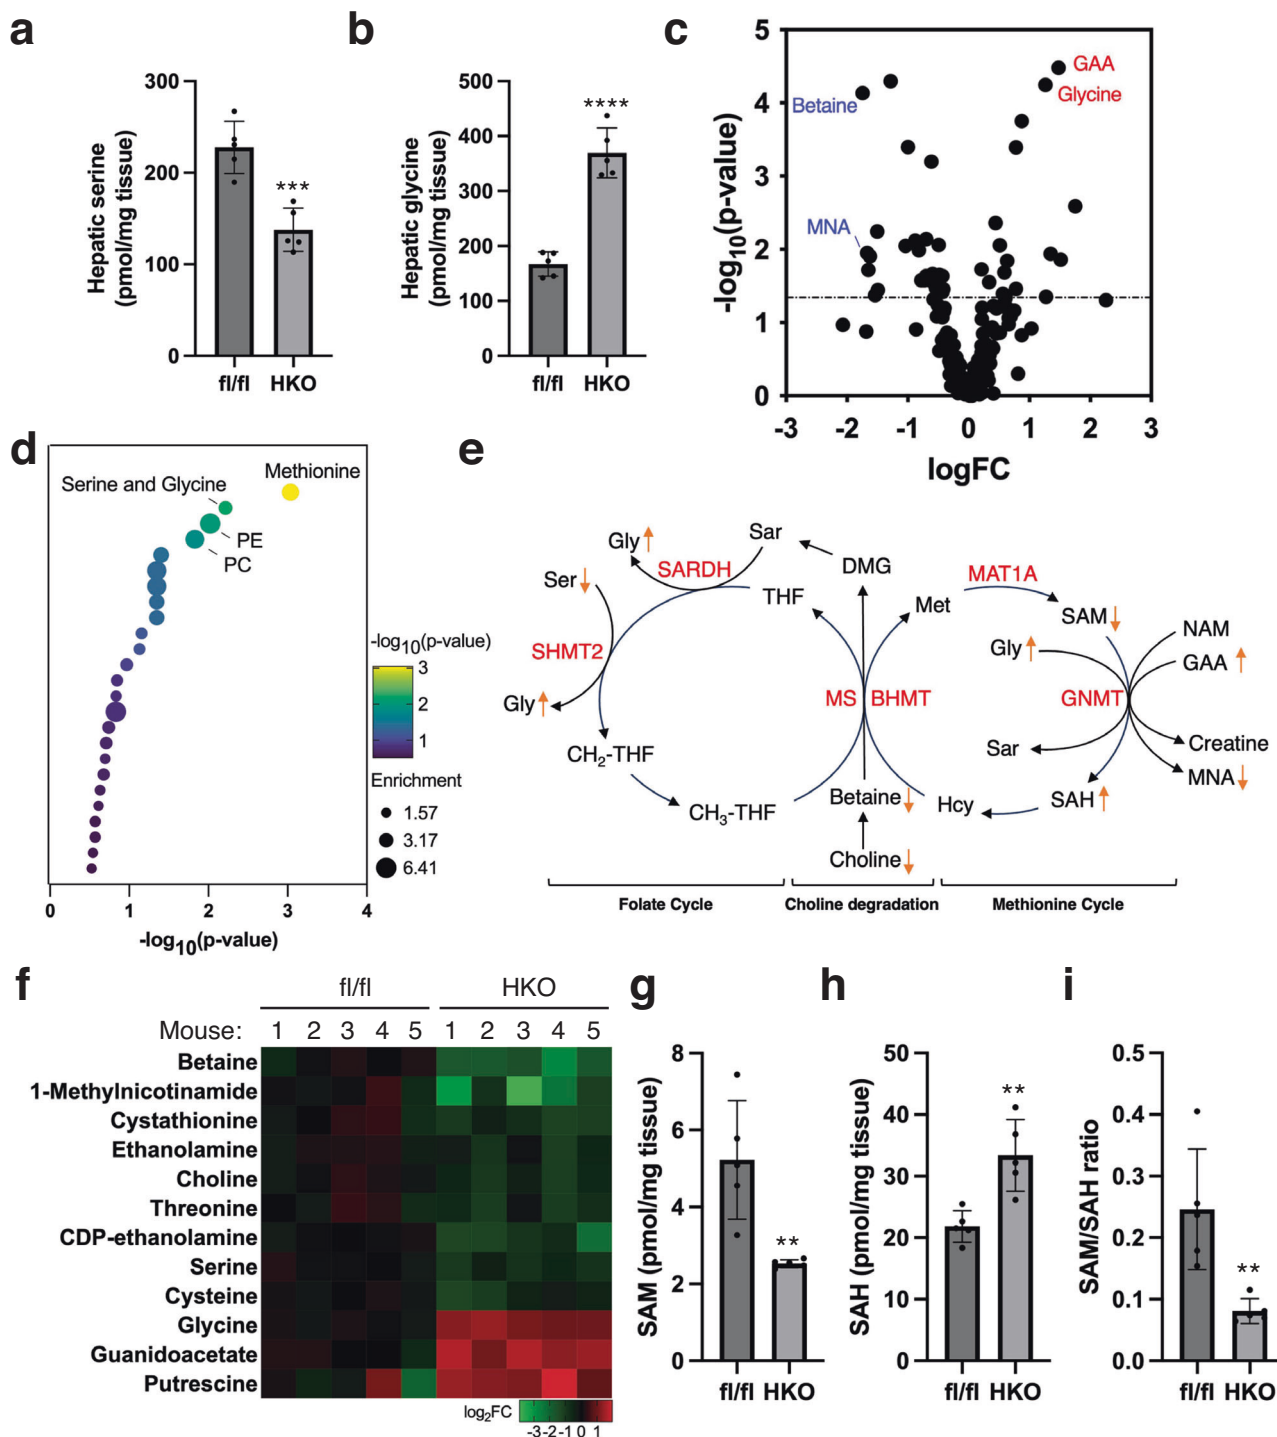 a
Hepatic serine
(pmol/mg tissue)
300
200
100
0
***
fl/fl HKO
b
Hepatic glycine
(pmol/mg tissue)
500
400
300
200
100
0
****
fl/fl HKO
c
-log10(p-value)
5
4
3
2
1
0
GAA
Glycine
Betaine
MNA
-3 -2 -1 0 1 2 3
logFC
d
Methionine
Serine and Glycine
PE
PC
-log10(p-value)
3
2
1
Enrichment
1.57
3.17
6.41
0 1 2 3 4
-log10(p-value)
e
Gly
Sar
SARDH
DMG
Ser
THF
Met
MAT1A
SAM
NAM
Gly
GAA
SHMT2
Gly
MS BHMT
GNMT
CH2-THF
Sar
Creatine
MNA
Betaine
Hcy
SAH
CH3-THF
Choline
Folate Cycle
Choline degradation
Methionine Cycle
f
fl/fl HKO
Mouse: 1 2 3 4 5 1 2 3 4 5
Betaine
1-Methylnicotinamide
Cystathionine
Ethanolamine
Choline
Threonine
CDP-ethanolamine
Serine
Cysteine
Glycine
Guanidoacetate
Putrescine
log2FC
-3-2-1 0 1
g
SAM (pmol/mg tissue)
8
6
4
2
0
**
fl/fl HKO
h
SAH (pmol/mg tissue)
50
40
30
20
10
0
**
fl/fl HKO
i
SAM/SAH ratio
0.5
0.4
0.3
0.2
0.1
0.0
**
fl/fl HKO